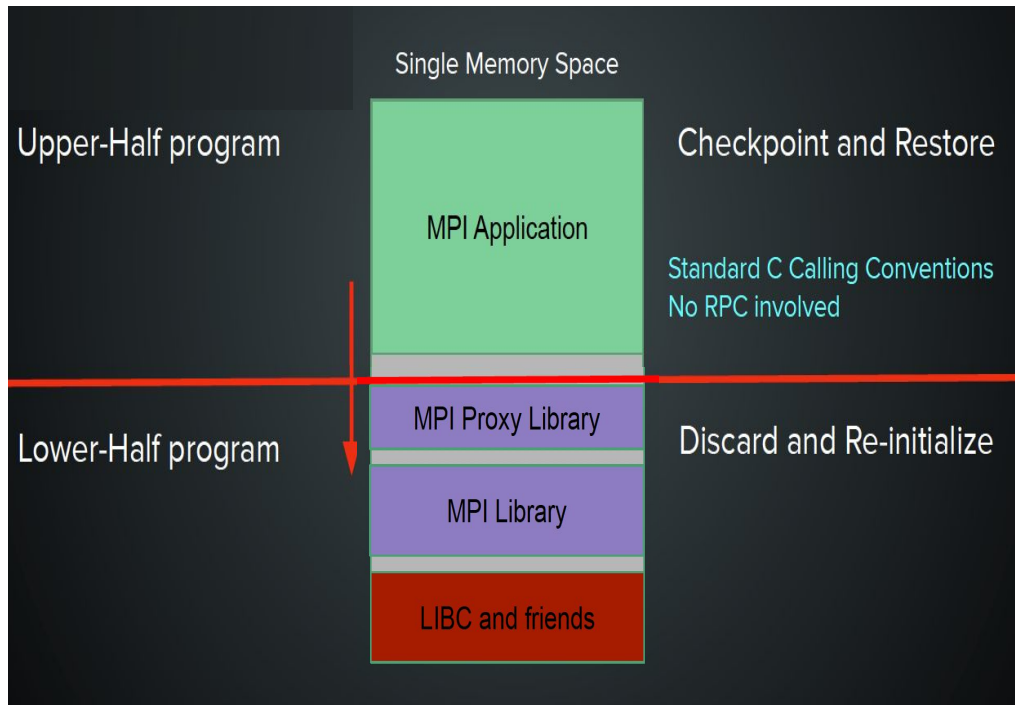 Single Memory Space
Upper-Half program
Checkpoint and Restore
MPI Application
Standard C Calling Conventions
No RPC involved
MPI Proxy Library
Lower-Half program
Discard and Re-initialize
MPI Library
LIBC and friends